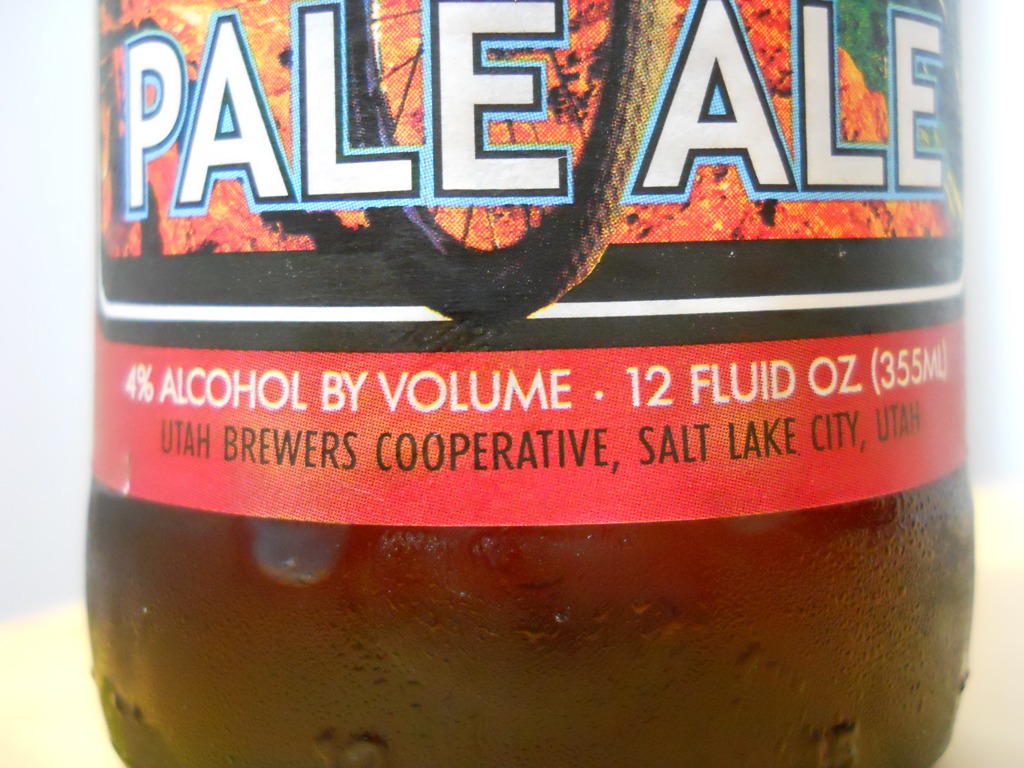 PALE ALE
4% ALCOHOL BY VOLUME · 12 FLUID OZ (355ML)
UTAH BREWERS COOPERATIVE, SALT LAKE CITY, UTAH